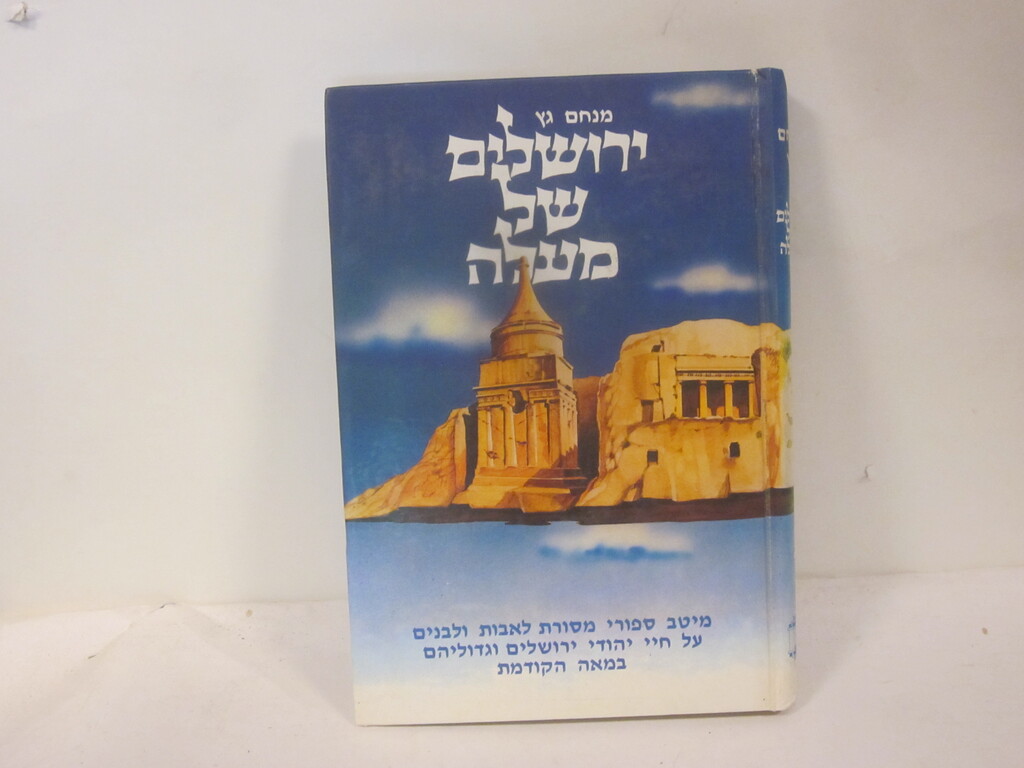 מנחם גץ
ירושלים
של
מעלה
מיטב ספורי מסורת לאבות ולבנים
על חיי יהודי ירושלים וגדוליהם
במאה הקודמת